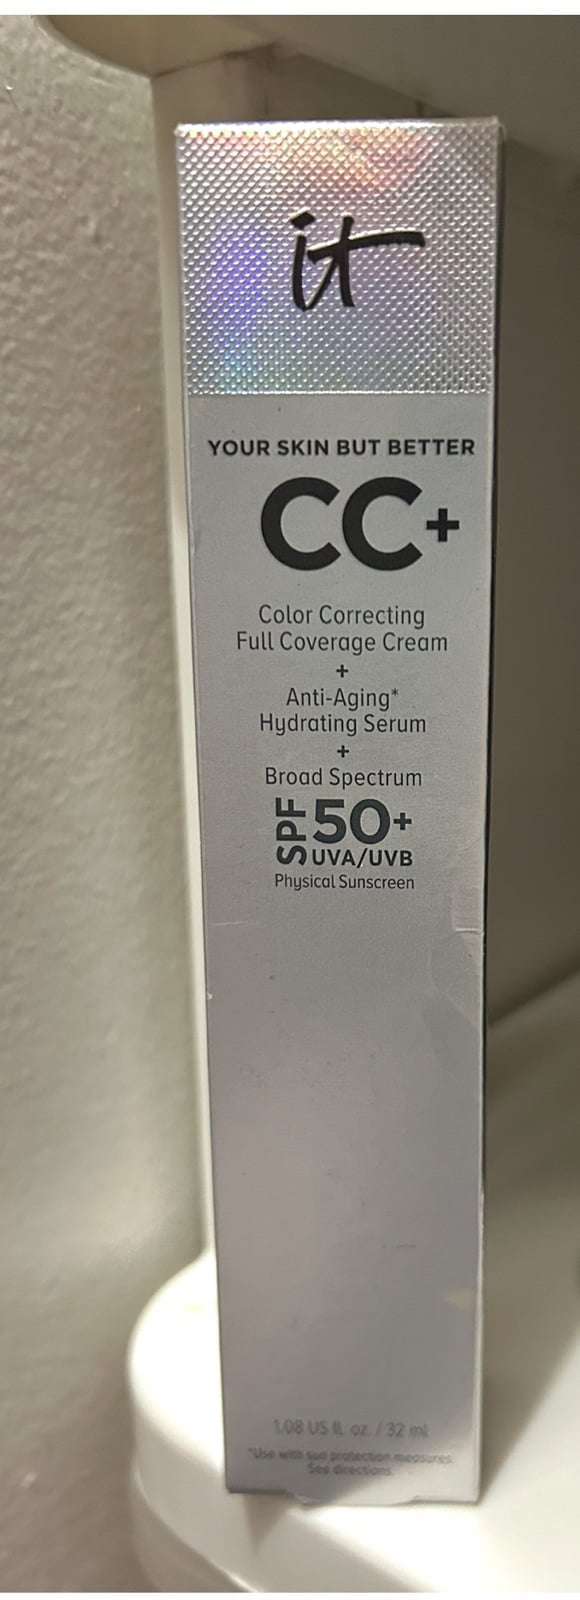 it
YOUR SKIN BUT BETTER
CC+
Color Correcting
Full Coverage Cream
+
Anti-Aging*
Hydrating Serum
+
Broad Spectrum
SPF 50+
UVA/UVB
Physical Sunscreen
1.08 US fl. oz. / 32 ml
*Use with sun protection measures.
See directions.